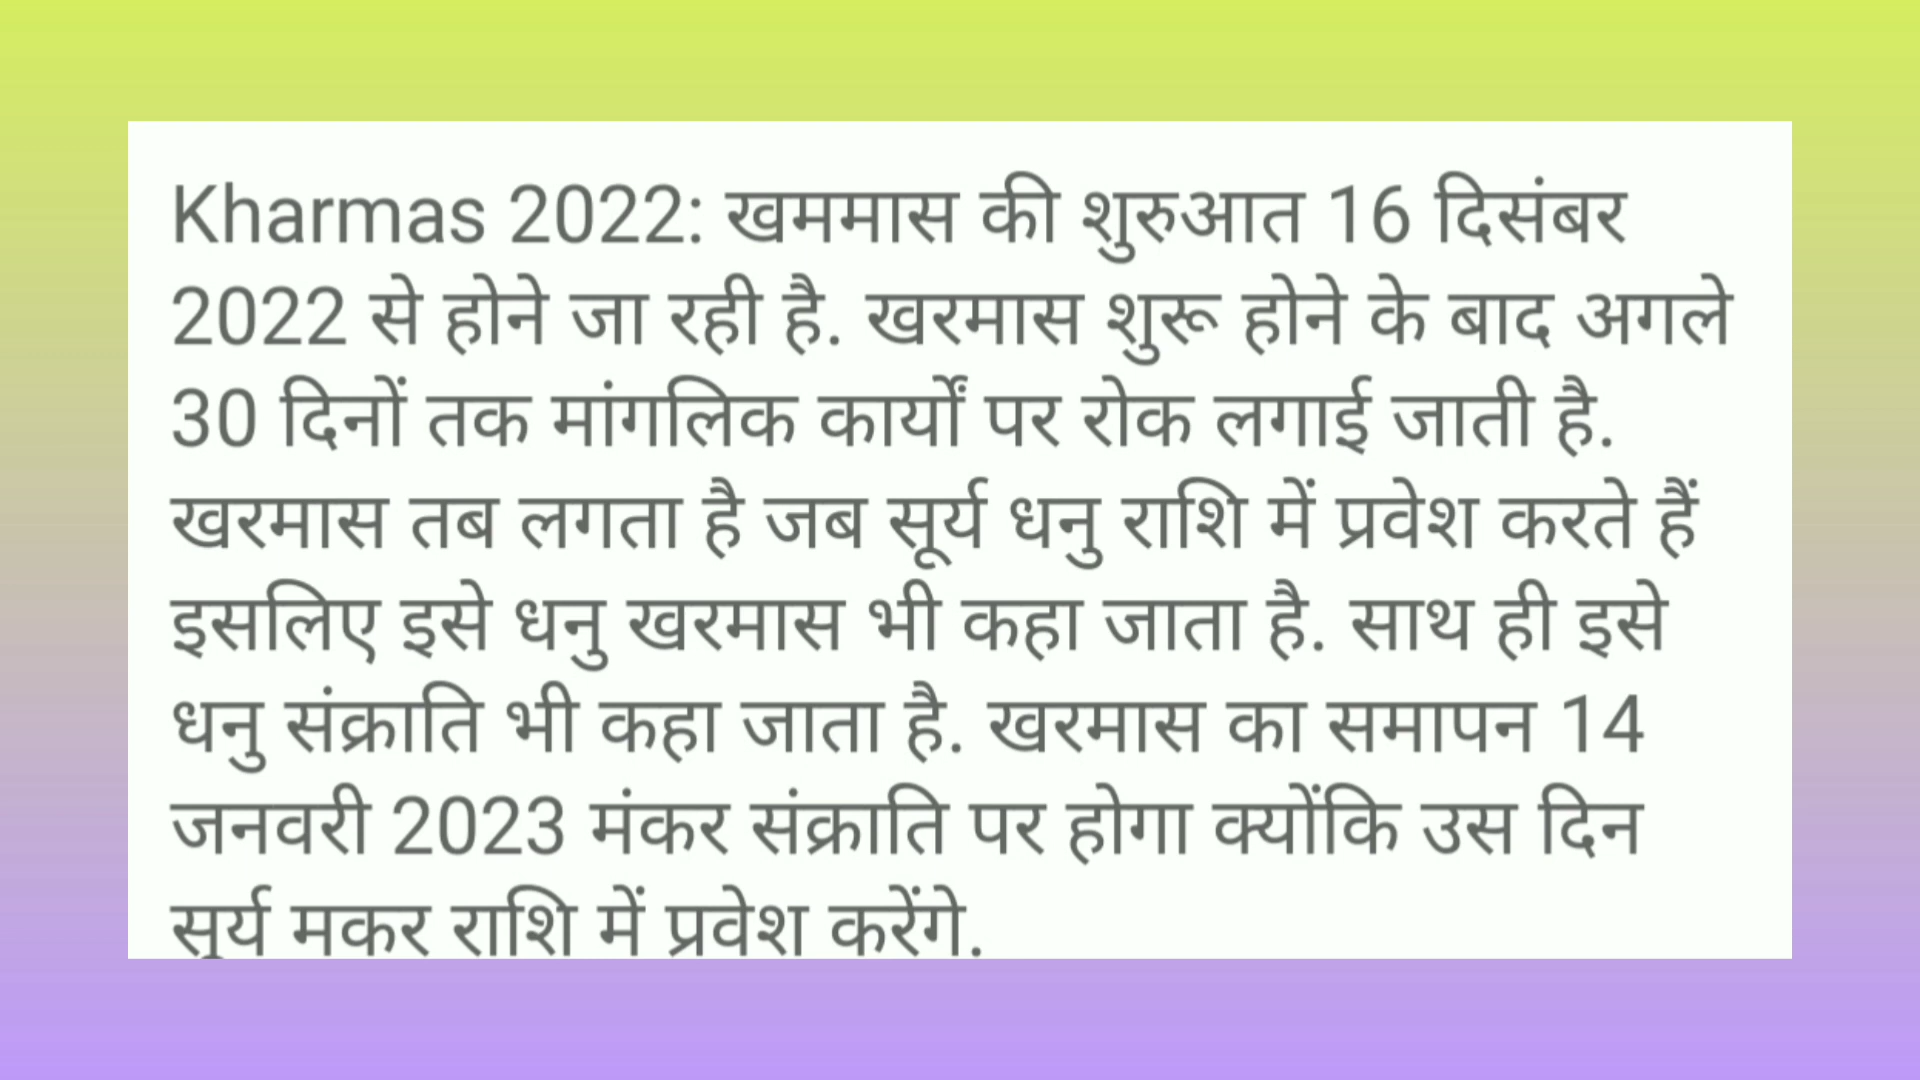 Kharmas 2022: खममास की शुरुआत 16 दिसंबर
2022 से होने जा रही है. खरमास शुरू होने के बाद अगले
30 दिनों तक मांगलिक कार्यों पर रोक लगाई जाती है.
खरमास तब लगता है जब सूर्य धनु राशि में प्रवेश करते हैं
इसलिए इसे धनु खरमास भी कहा जाता है. साथ ही इसे
धनु संक्राति भी कहा जाता है. खरमास का समापन 14
जनवरी 2023 मंकर संक्राति पर होगा क्योंकि उस दिन
सूर्य मकर राशि में प्रवेश करेंगे.